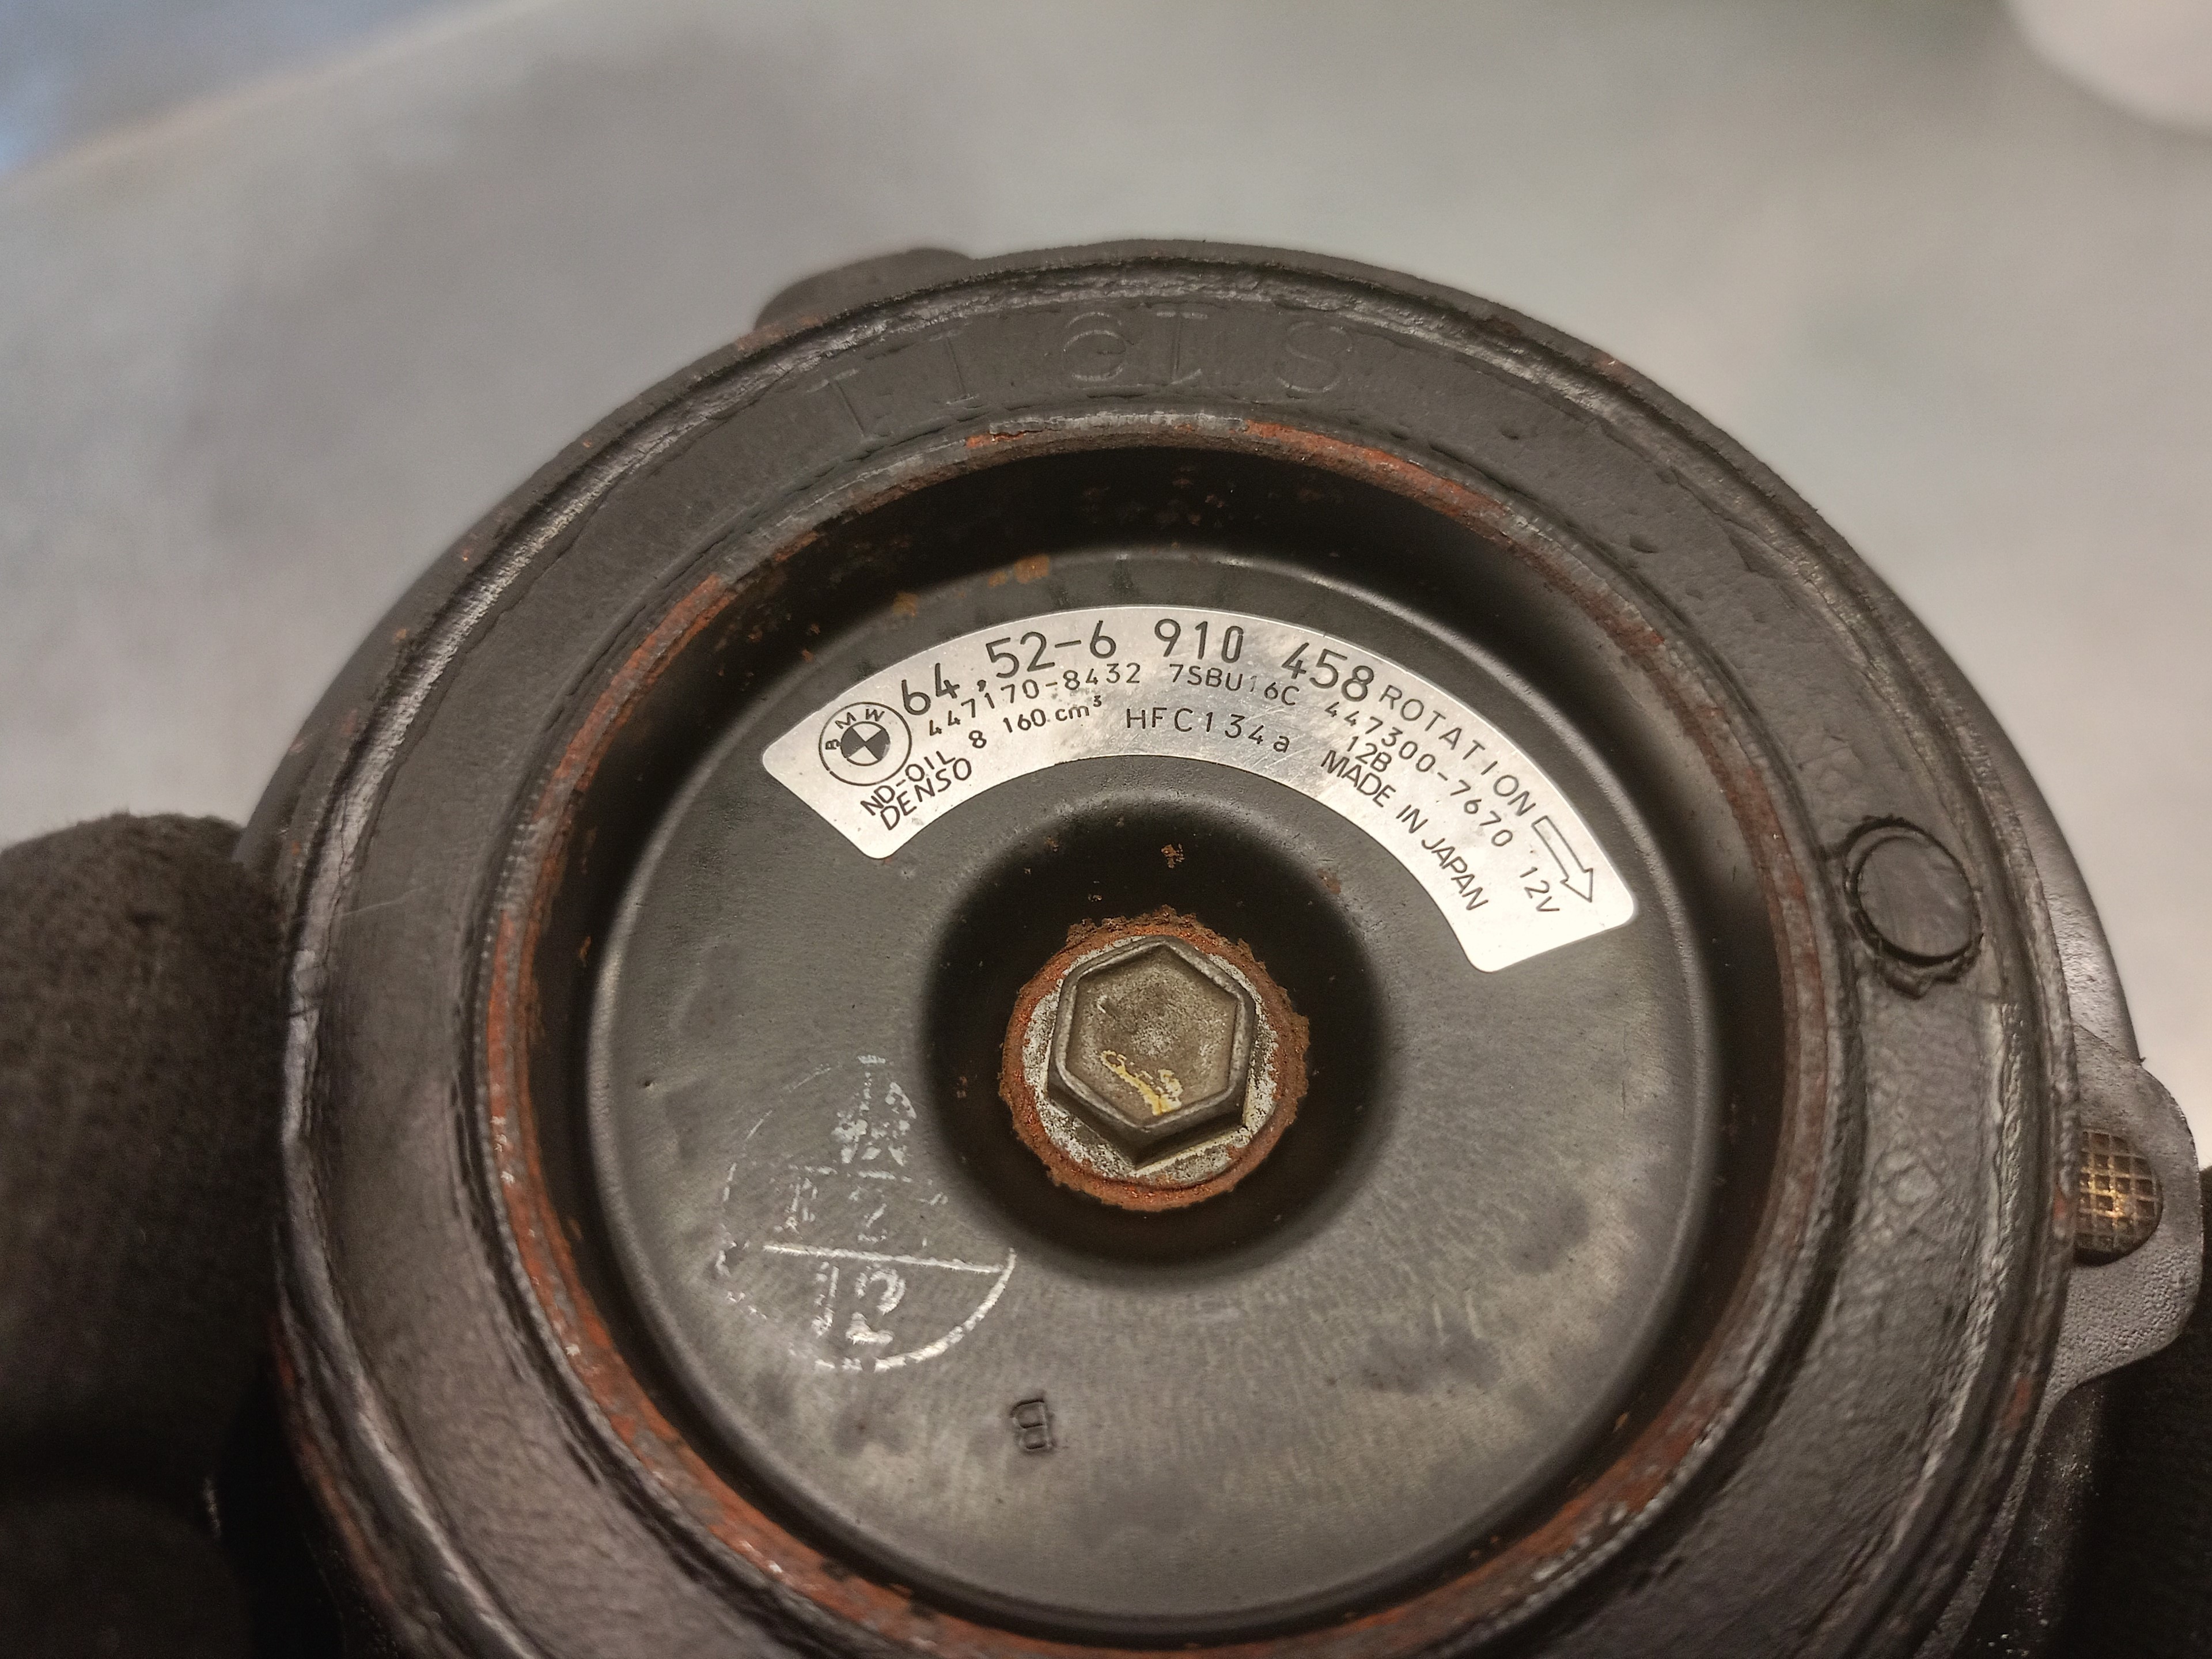 BMW
64,52-6 910 458 ROTATION
447170-8432 7SBU16C 447300-7670 12V
ND-OIL 8 160 cm³ HFC134a 12B
DENSO MADE IN JAPAN
B